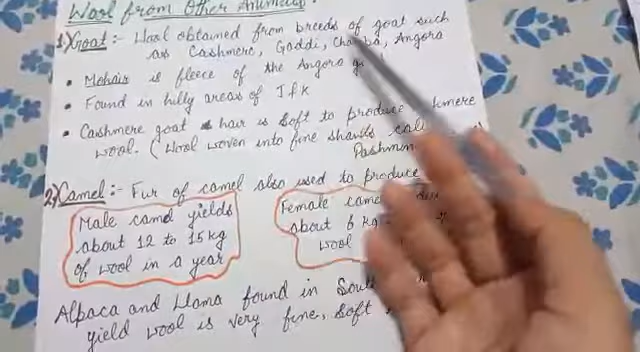 Wool from Other Animals
1) Goat :- Wool obtained from breeds of goat such
as Cashmere, Gaddi, Chamba, Angora
• Mohair is fleece of the Angora
• Found in hilly areas of J & K
• Cashmere goat hair is soft to produce
wool. (Wool woven into fine shawls
2) Camel :- Fur of camel also used to produce
Male camel yields
about 12 to 15 kg
of wool in a year
Female
about 6 kg
wool
Alpaca and Llama found in
yield wool is very fine, soft